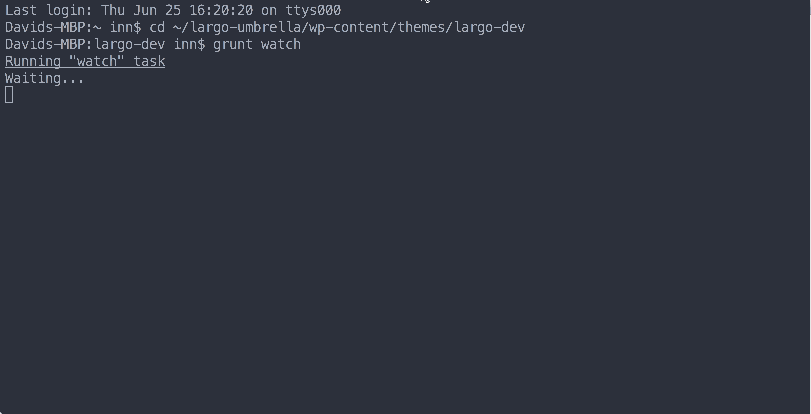 Last login: Thu Jun 25 16:20:20 on ttys000
Davids-MBP:~ inn$ cd ~/largo-umbrella/wp-content/themes/largo-dev
Davids-MBP:largo-dev inn$ grunt watch
Running "watch" task
Waiting...